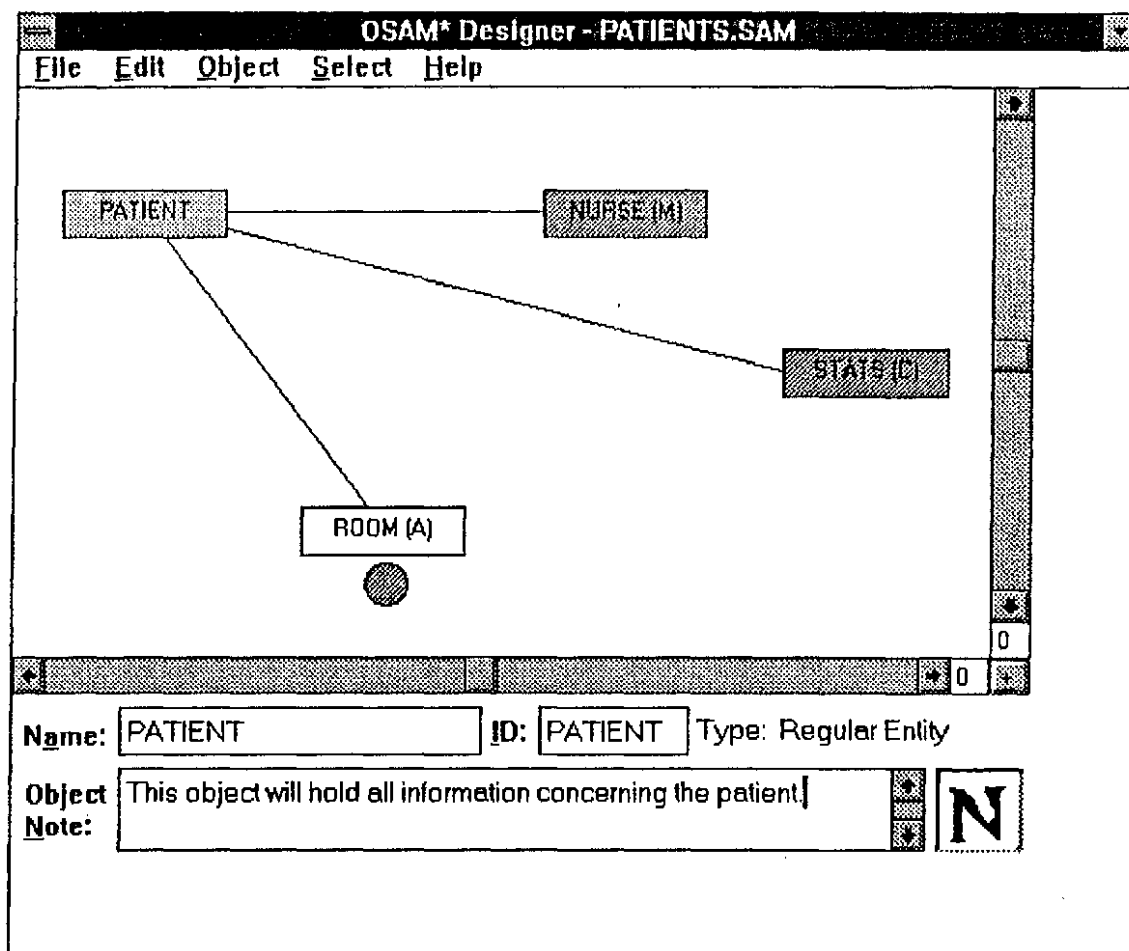 OSAM* Designer - PATIENTS.SAM
File Edit Object Select Help
PATIENT
NURSE (M)
STATS (C)
ROOM (A)
0
0
Name: PATIENT ID: PATIENT Type: Regular Entity
Object Note: This object will hold all information concerning the patient.
N